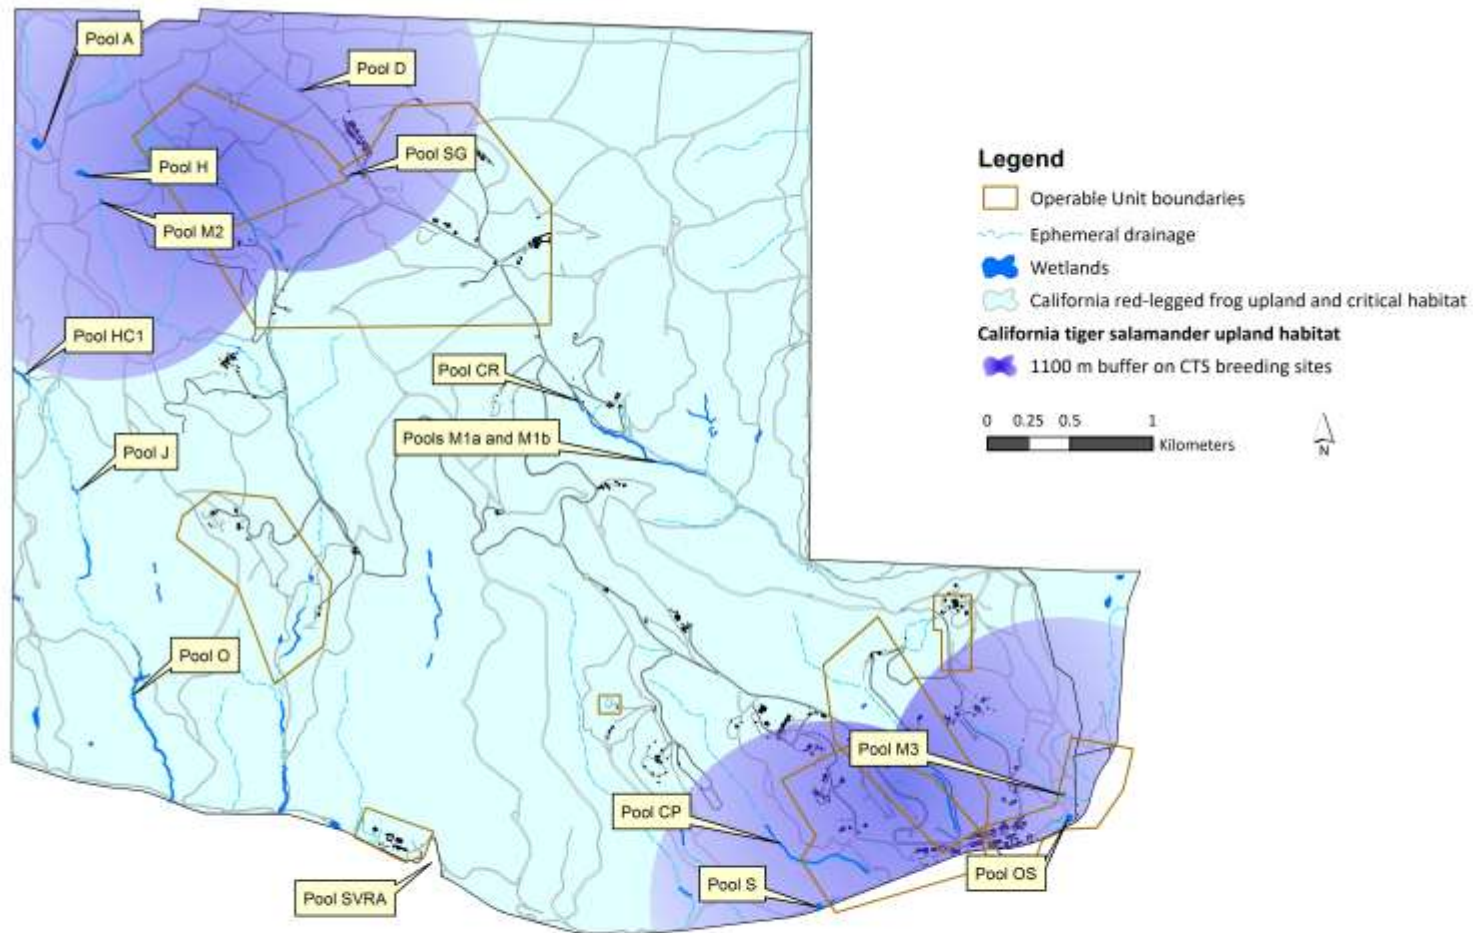 Pool A
Pool D
Pool SG
Pool H
Pool M2
Pool HC1
Pool CR
Pools M1a and M1b
Pool J
Pool O
Pool M3
Pool CP
Pool OS
Pool S
Pool SVRA
Legend
Operable Unit boundaries
Ephemeral drainage
Wetlands
California red-legged frog upland and critical habitat
California tiger salamander upland habitat
1100 m buffer on CTS breeding sites
0 0.25 0.5 1
Kilometers
N